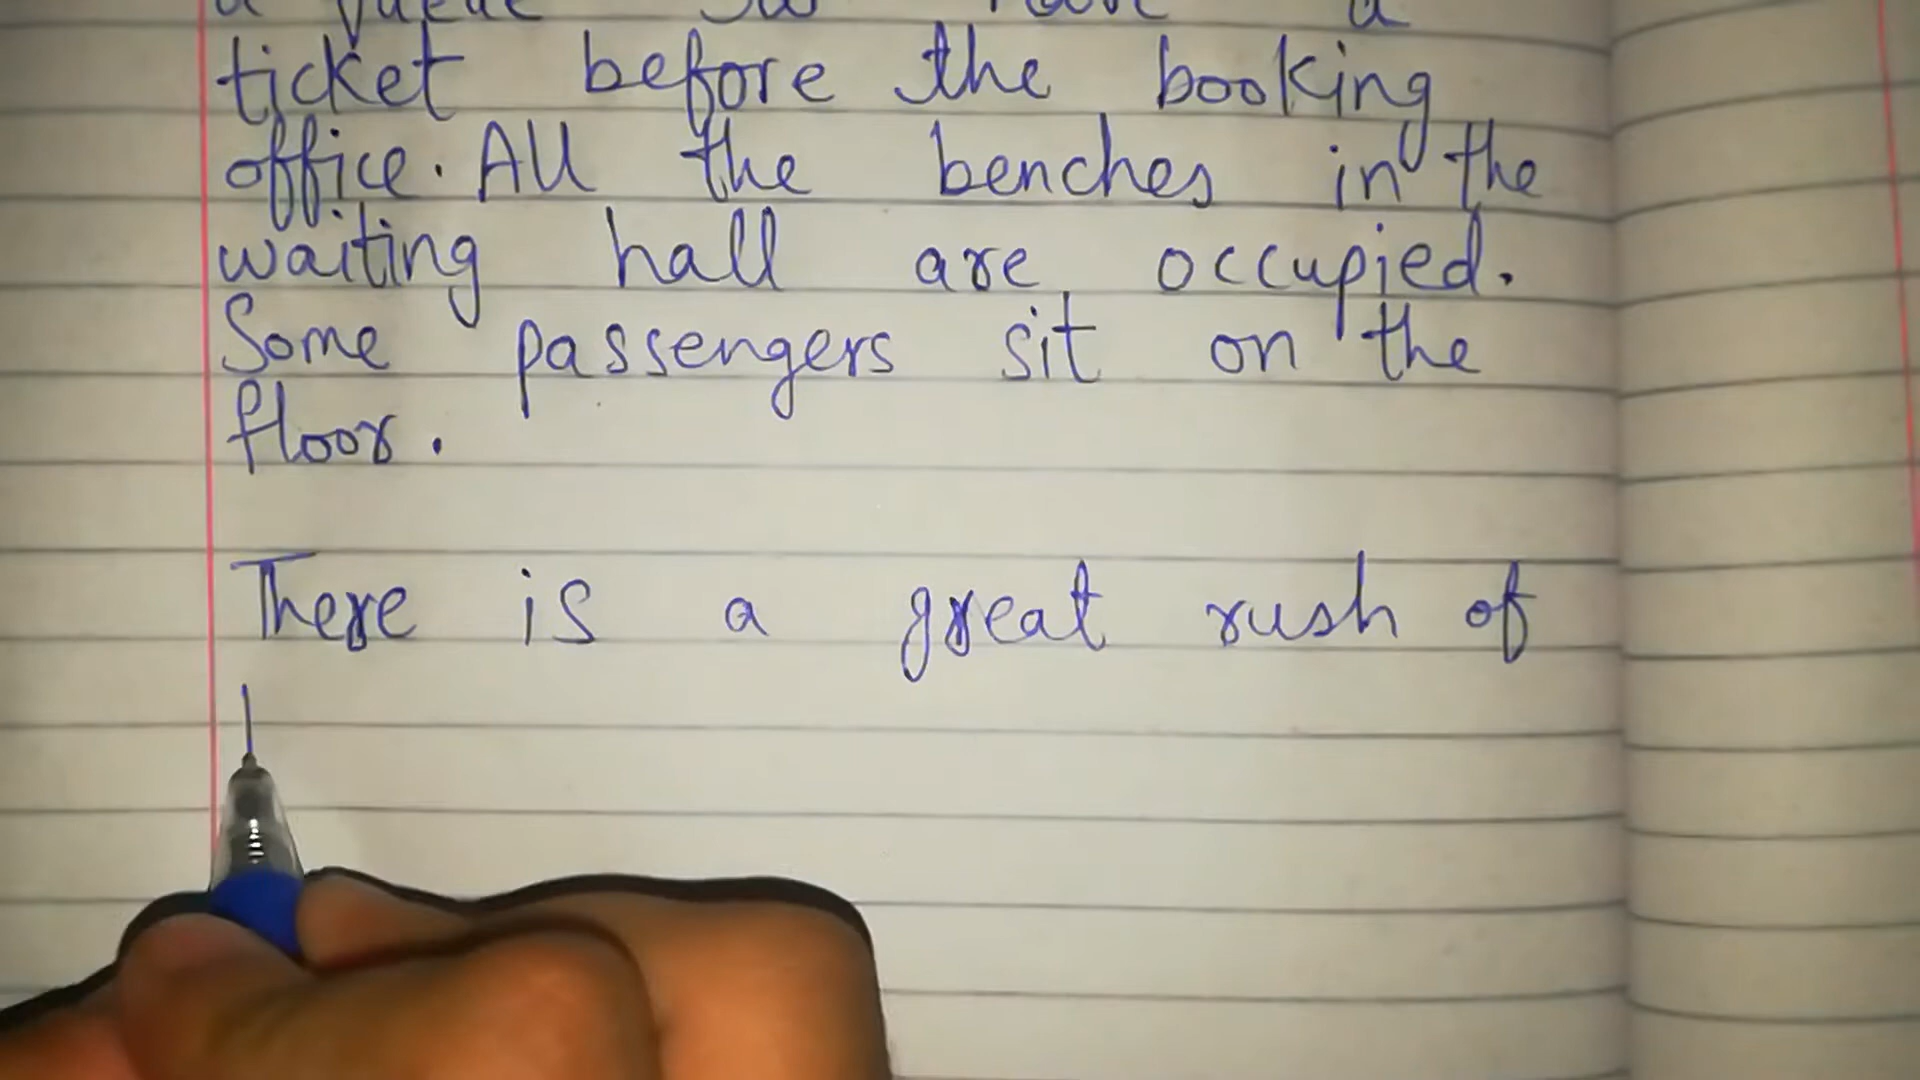 a queue
ticket before the booking
office. All the benches in the
waiting hall are occupied.
Some passengers sit on the
floor.
There is a great rush of